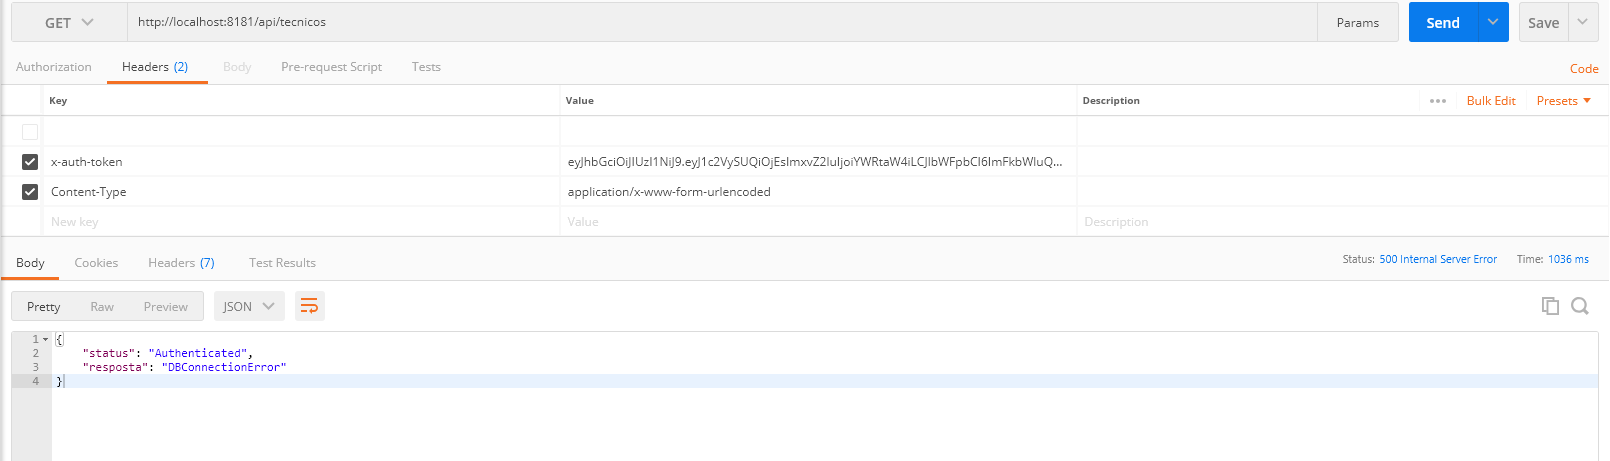 GET http://localhost:8181/api/tecnicos Params Send Save
Authorization Headers (2) Body Pre-request Script Tests Code
Key Value Description ••• Bulk Edit Presets
x-auth-token
Content-Type application/x-www-form-urlencoded
New key Value Description
Body Cookies Headers (7) Test Results Status: 500 Internal Server Error Time: 1036 ms
Pretty Raw Preview JSON
1 {
2 "status": "Authenticated",
3 "resposta": "DBConnectionError"
4 }